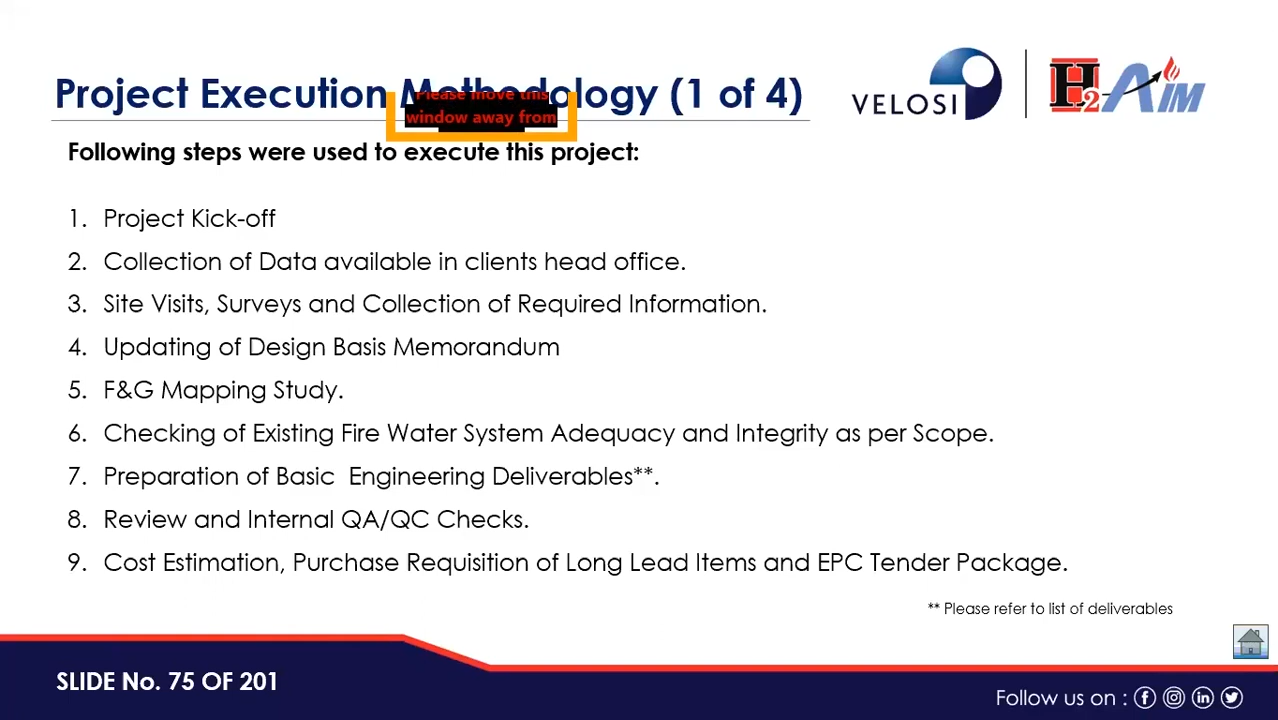 Project Execution Methodology (1 of 4)
Please move this
window away from
VELOSI
H2-AIM
Following steps were used to execute this project:
1. Project Kick-off
2. Collection of Data available in clients head office.
3. Site Visits, Surveys and Collection of Required Information.
4. Updating of Design Basis Memorandum
5. F&G Mapping Study.
6. Checking of Existing Fire Water System Adequacy and Integrity as per Scope.
7. Preparation of Basic  Engineering Deliverables**.
8. Review and Internal QA/QC Checks.
9. Cost Estimation, Purchase Requisition of Long Lead Items and EPC Tender Package.
** Please refer to list of deliverables
SLIDE No. 75 OF 201
Follow us on :